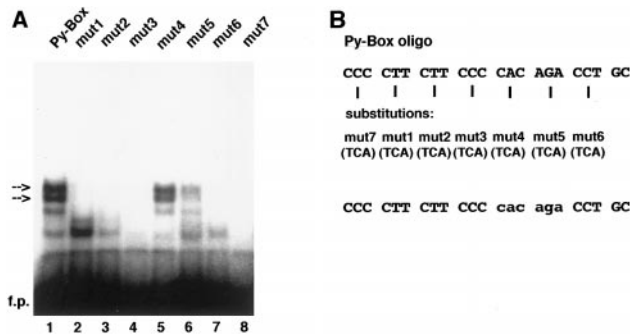 A
Py-Box mut1 mut2 mut3 mut4 mut5 mut6 mut7
-->
-->
f.p.
1 2 3 4 5 6 7 8
B
Py-Box oligo
CCC CTT CTT CCC CAC AGA CCT GC
substitutions:
mut7 mut1 mut2 mut3 mut4 mut5 mut6
(TCA) (TCA) (TCA) (TCA) (TCA) (TCA) (TCA)
CCC CTT CTT CCC cac aga CCT GC